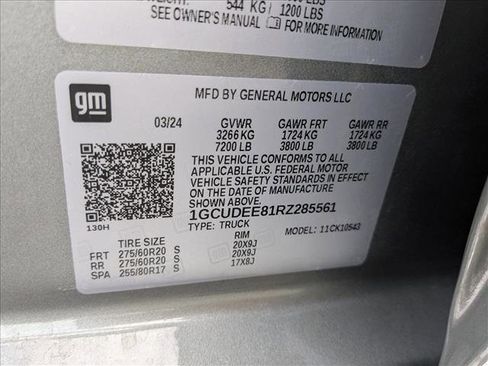 544 KG 1200 LBS
SEE OWNER'S MANUAL FOR MORE INFORMATION
gm
MFD BY GENERAL MOTORS LLC
03/24 GVWR GAWR FRT GAWR RR
3266 KG 1724 KG 1724 KG
7200 LB 3800 LB 3800 LB
THIS VEHICLE CONFORMS TO ALL
APPLICABLE U.S. FEDERAL MOTOR
VEHICLE SAFETY STANDARDS IN
EFFECT ON THE DATE OF MANUFACTURE
SHOWN ABOVE.
1GCUDEE81RZ285561
130H
TYPE: TRUCK MODEL: 11CK10543
TIRE SIZE RIM
FRT 275/60R20 S 20X9J
RR 275/60R20 S 20X9J
SPA 255/80R17 S 17X8J